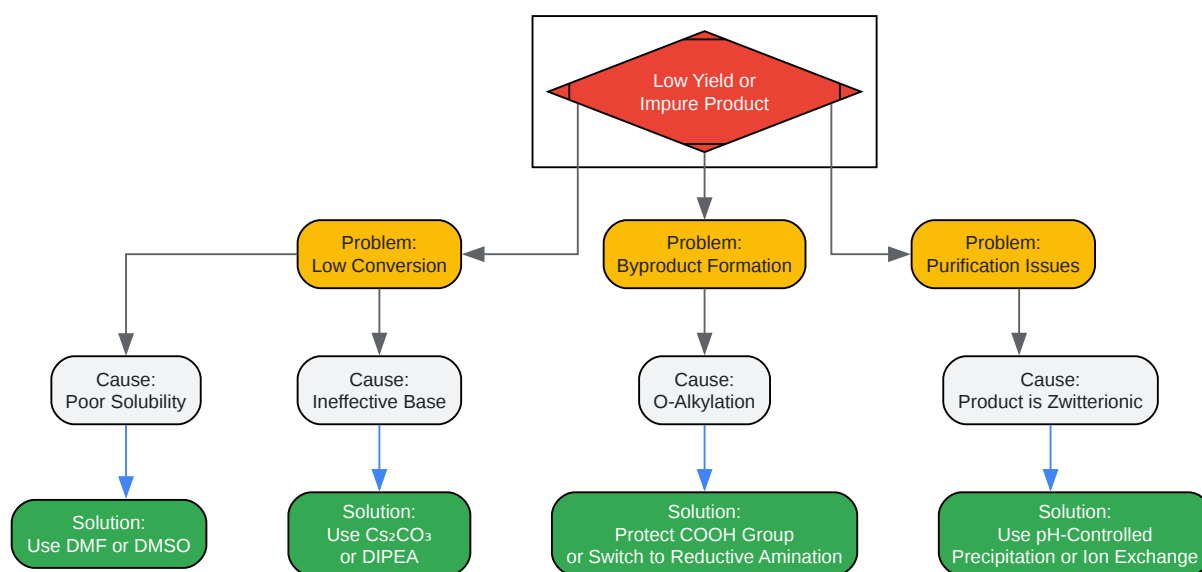 Low Yield or
Impure Product
Problem:
Low Conversion
Problem:
Byproduct Formation
Problem:
Purification Issues
Cause:
Poor Solubility
Cause:
Ineffective Base
Cause:
O-Alkylation
Cause:
Product is Zwitterionic
Solution:
Use DMF or DMSO
Solution:
Use Cs₂CO₃
or DIPEA
Solution:
Protect COOH Group
or Switch to Reductive Amination
Solution:
Use pH-Controlled
Precipitation or Ion Exchange